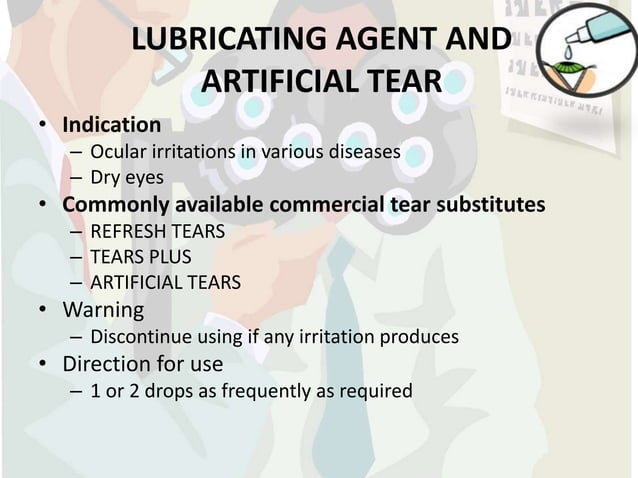 LUBRICATING AGENT AND
ARTIFICIAL TEAR
• Indication
– Ocular irritations in various diseases
– Dry eyes
• Commonly available commercial tear substitutes
– REFRESH TEARS
– TEARS PLUS
– ARTIFICIAL TEARS
• Warning
– Discontinue using if any irritation produces
• Direction for use
– 1 or 2 drops as frequently as required